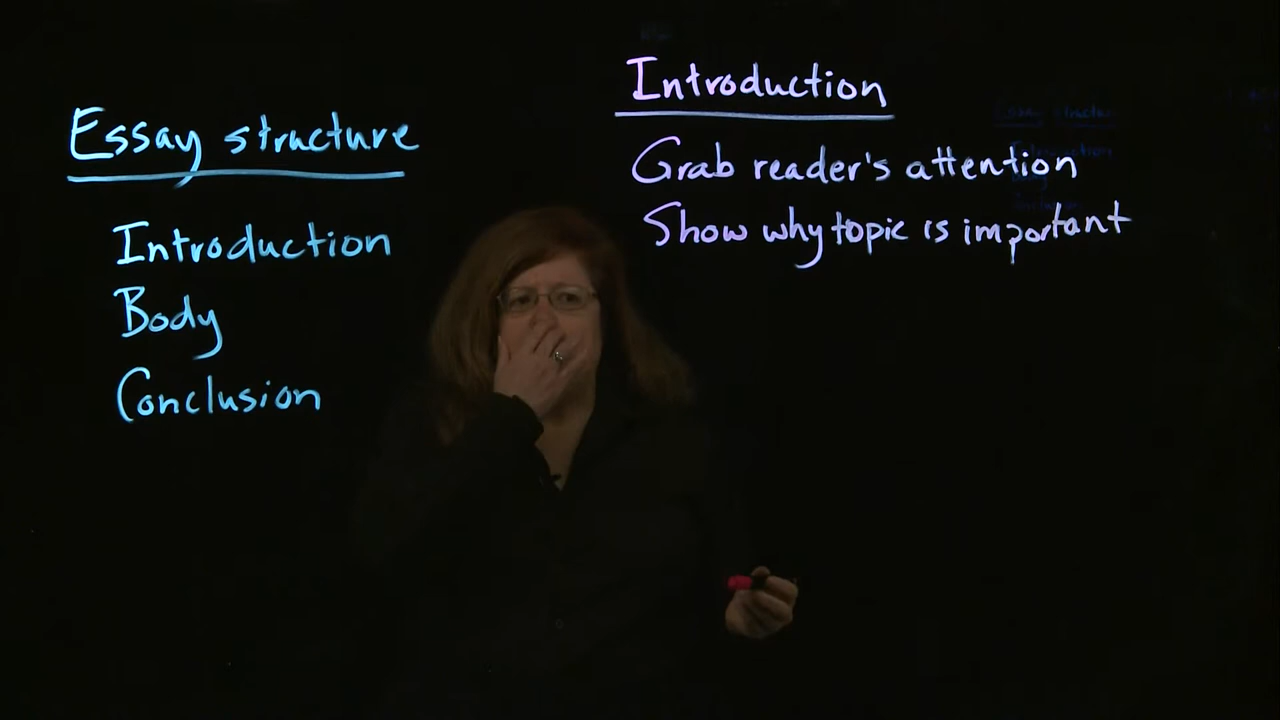 Essay structure
Introduction
Body
Conclusion
Introduction
Grab reader's attention
Show why topic is important